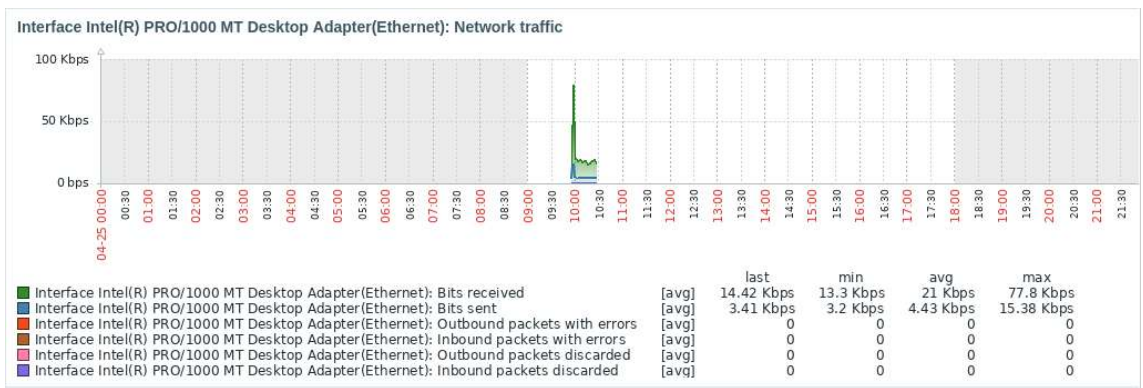 Interface Intel(R) PRO/1000 MT Desktop Adapter(Ethernet): Network traffic
100 Kbps
50 Kbps
0 bps
04-25 00:00 00:30 01:00 01:30 02:00 02:30 03:00 03:30 04:00 04:30 05:00 05:30 06:00 06:30 07:00 07:30 08:00 08:30 09:00 09:30 10:00 10:30 11:00 11:30 12:00 12:30 13:00 13:30 14:00 14:30 15:00 15:30 16:00 16:30 17:00 17:30 18:00 18:30 19:00 19:30 20:00 20:30 21:00 21:30
last min avg max
Interface Intel(R) PRO/1000 MT Desktop Adapter(Ethernet): Bits received [avg] 14.42 Kbps 13.3 Kbps 21 Kbps 77.8 Kbps
Interface Intel(R) PRO/1000 MT Desktop Adapter(Ethernet): Bits sent [avg] 3.41 Kbps 3.2 Kbps 4.43 Kbps 15.38 Kbps
Interface Intel(R) PRO/1000 MT Desktop Adapter(Ethernet): Outbound packets with errors [avg] 0 0 0 0
Interface Intel(R) PRO/1000 MT Desktop Adapter(Ethernet): Inbound packets with errors [avg] 0 0 0 0
Interface Intel(R) PRO/1000 MT Desktop Adapter(Ethernet): Outbound packets discarded [avg] 0 0 0 0
Interface Intel(R) PRO/1000 MT Desktop Adapter(Ethernet): Inbound packets discarded [avg] 0 0 0 0